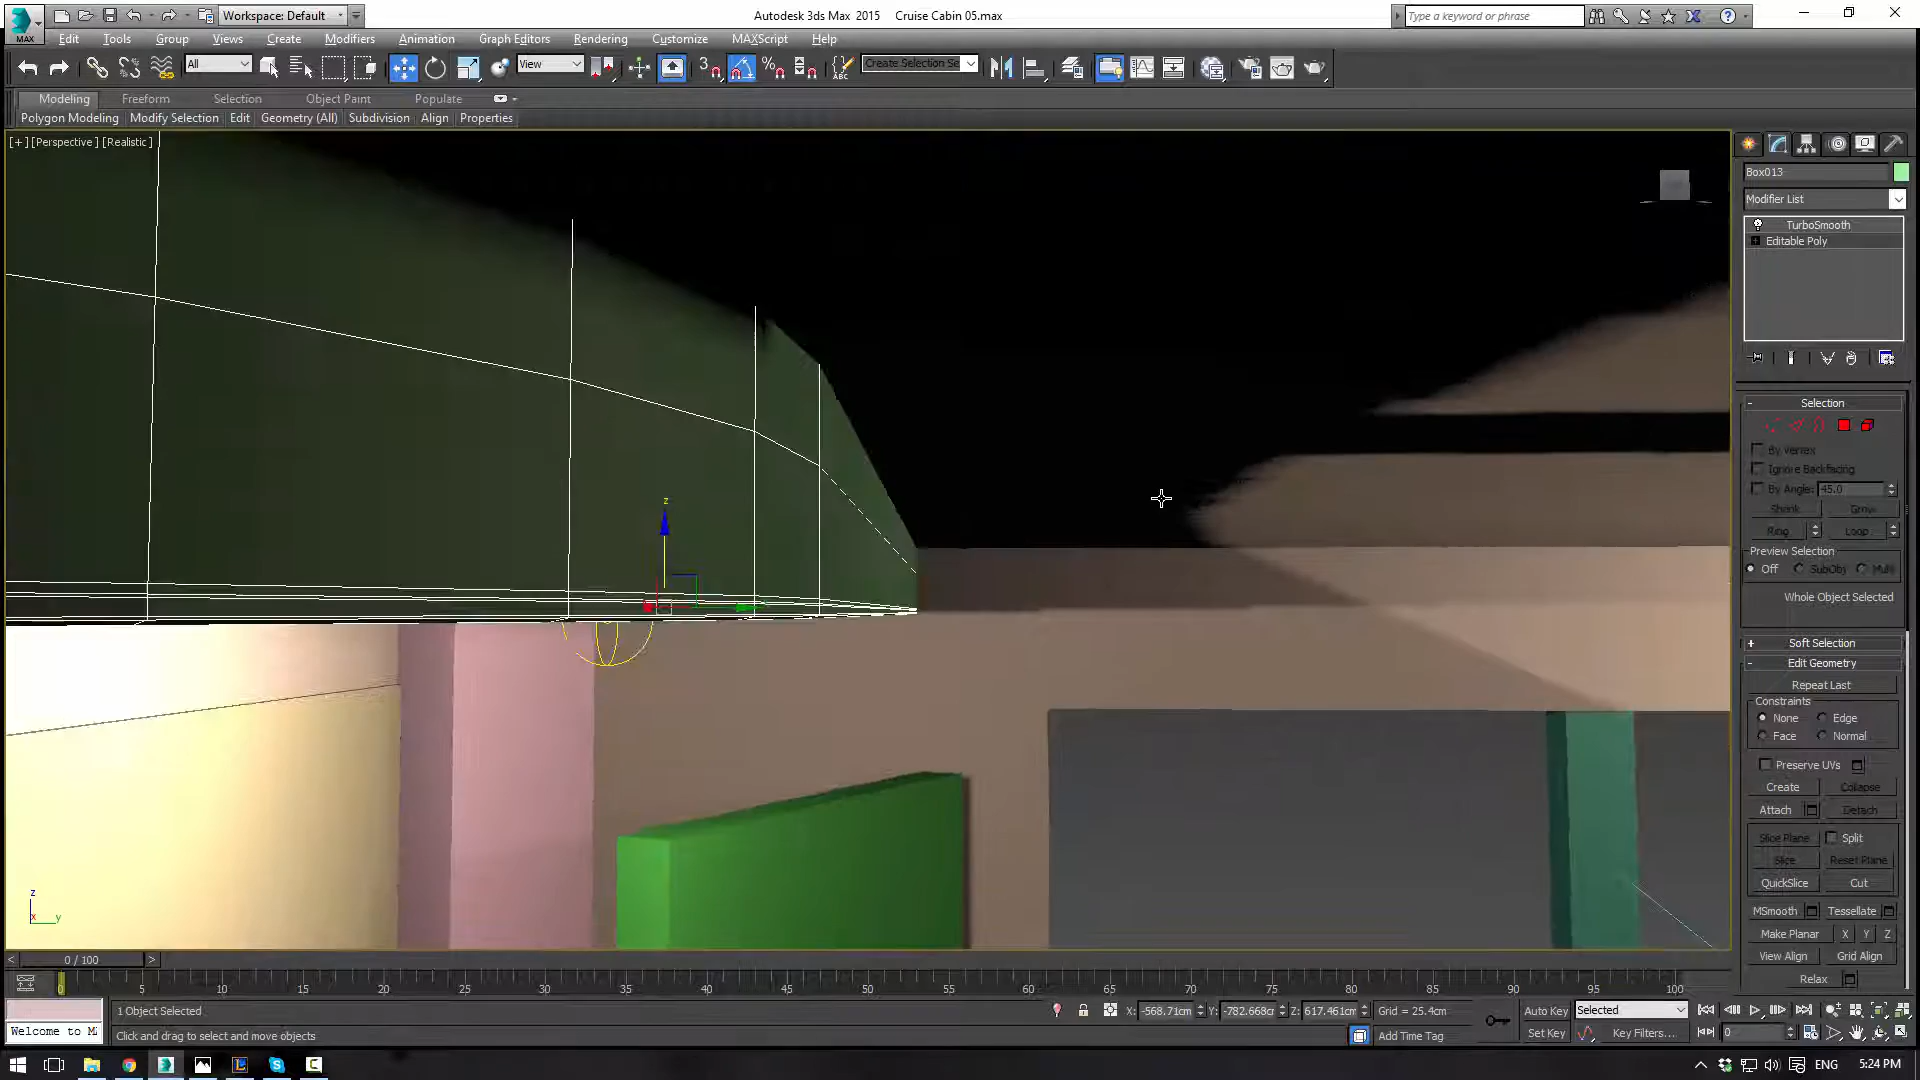 Workspace: Default
Autodesk 3ds Max 2015 Cruise Cabin 05.max
Type a keyword or phrase
MAX
Edit Tools Group Views Create Modifiers Animation Graph Editors Rendering Customize MAXScript Help
All
View
3
Create Selection Se
Modeling Freeform Selection Object Paint Populate
Polygon Modeling Modify Selection Edit Geometry (All) Subdivision Align Properties
[+] [Perspective] [Realistic]
Box013
Modifier List
TurboSmooth
Editable Poly
Selection
By Vertex
Ignore Backfacing
By Angle: 45.0
Shrink Grow
Ring Loop
Preview Selection
Off SubObj Multi
Whole Object Selected
+ Soft Selection
- Edit Geometry
Repeat Last
Constraints
None Edge
Face Normal
Preserve UVs
Create Collapse
Attach Detach
Slice Plane Split
Slice Reset Plane
QuickSlice Cut
MSmooth Tessellate
Make Planar X Y Z
View Align Grid Align
Relax
z
z
x y
< 0 / 100 >
0 5 10 15 20 25 30 35 40 45 50 55 60 65 70 75 80 85 90 95 100
1 Object Selected
X: -568.71cm Y: -782.668cm Z: 617.461cm Grid = 25.4cm
Auto Key Selected
Welcome to M
Click and drag to select and move objects
Add Time Tag
Set Key Key Filters...
0
ENG 5:24 PM